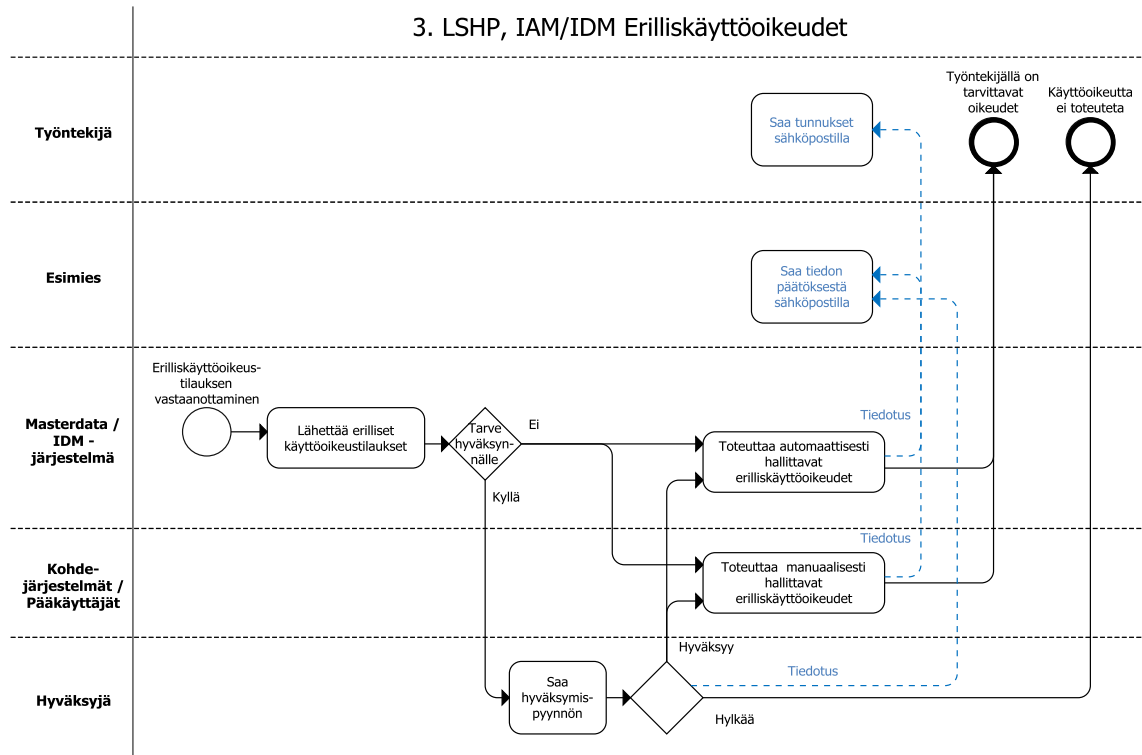 3. LSHP, IAM/IDM Erilliskäyttöoikeudet
Työntekijällä on
tarvittavat
oikeudet
Käyttöoikeutta
ei toteuteta
Työntekijä
Saa tunnukset
sähköpostilla
Esimies
Saa tiedon
päätöksestä
sähköpostilla
Erilliskäyttöoikeus-
tilauksen
vastaanottaminen
Masterdata /
IDM -
järjestelmä
Lähettää erilliset
käyttöoikeustilaukset
Tarve
hyväksyn-
nälle
Ei
Kyllä
Toteuttaa automaattisesti
hallittavat
erilliskäyttöoikeudet
Tiedotus
Kohde-
järjestelmät /
Pääkäyttäjät
Toteuttaa manuaalisesti
hallittavat
erilliskäyttöoikeudet
Tiedotus
Hyväksyjä
Saa
hyväksymis-
pyynnön
Hyväksyy
Tiedotus
Hylkää